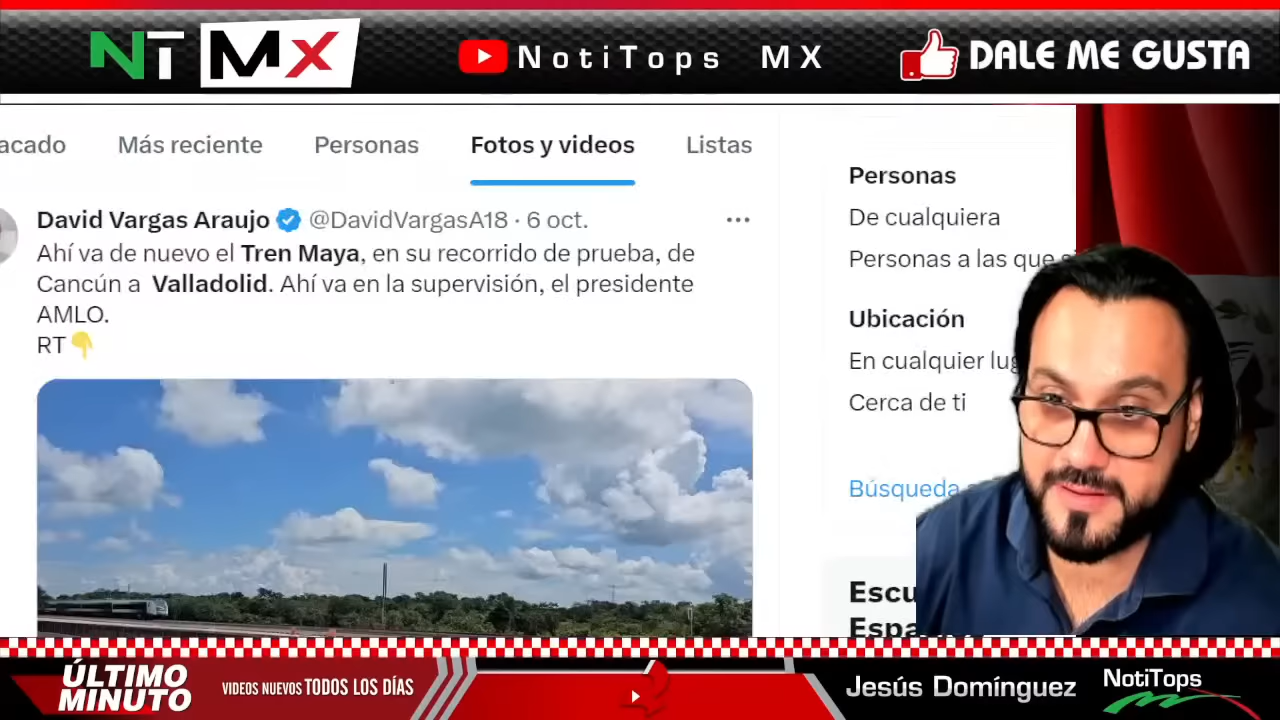 NT MX
NotiTops MX
DALE ME GUSTA
acado
Más reciente
Personas
Fotos y videos
Listas
David Vargas Araujo @DavidVargasA18 · 6 oct.
Ahí va de nuevo el Tren Maya, en su recorrido de prueba, de
Cancún a Valladolid. Ahí va en la supervisión, el presidente
AMLO.
RT👇
Personas
De cualquiera
Personas a las que
Ubicación
En cualquier
Cerca de ti
Búsqueda
ÚLTIMO
MINUTO
VIDEOS NUEVOS TODOS LOS DÍAS
Jesús Domínguez
NotiTops